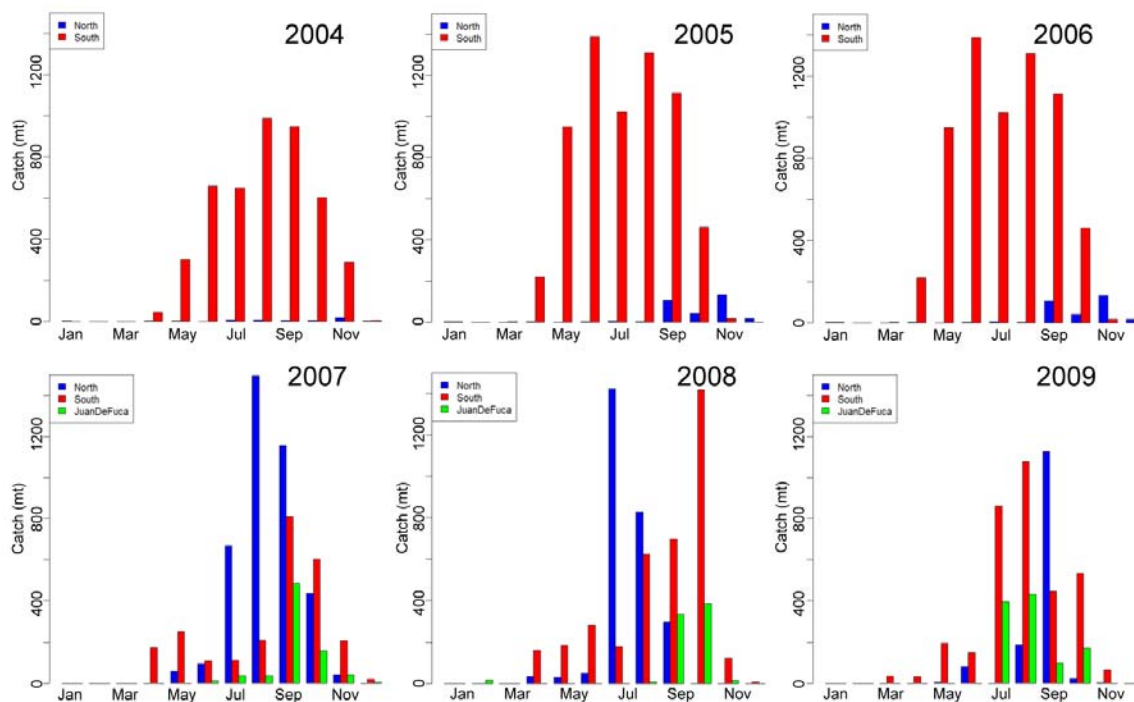 North
South
2004
Catch (mt)
0 400 800 1200
Jan Mar May Jul Sep Nov
North
South
2005
Catch (mt)
0 400 800 1200
Jan Mar May Jul Sep Nov
North
South
2006
Catch (mt)
0 400 800 1200
Jan Mar May Jul Sep Nov
North
South
JuanDeFuca
2007
Catch (mt)
0 400 800 1200
Jan Mar May Jul Sep Nov
North
South
JuanDeFuca
2008
Catch (mt)
0 400 800 1200
Jan Mar May Jul Sep Nov
North
South
JuanDeFuca
2009
Catch (mt)
0 400 800 1200
Jan Mar May Jul Sep Nov